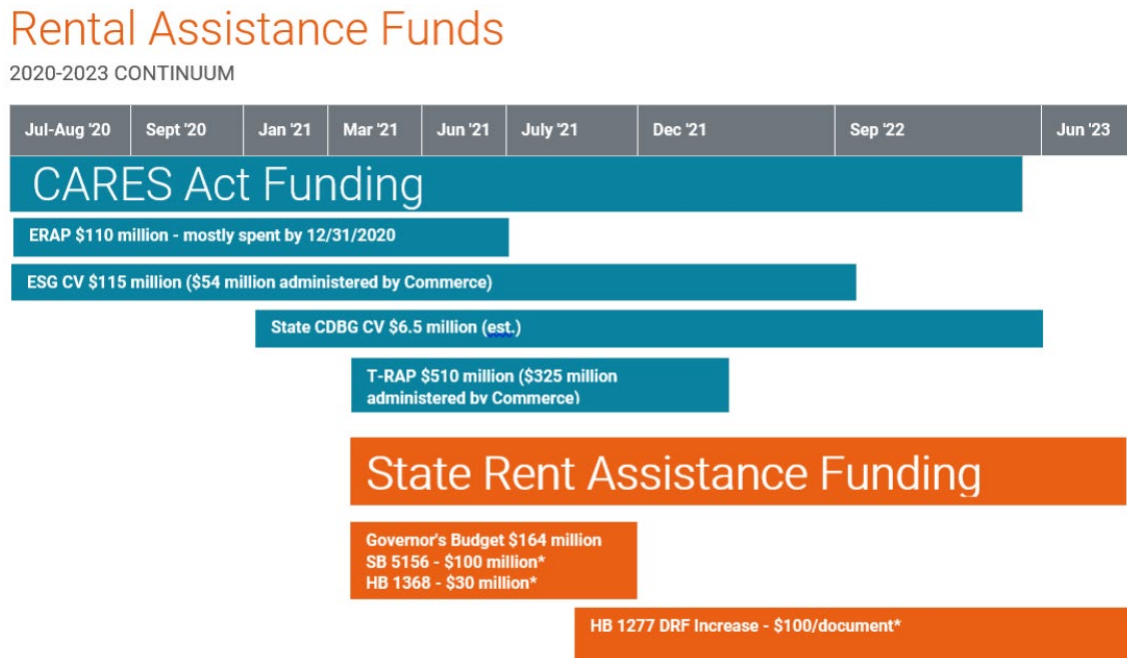 Rental Assistance Funds
2020-2023 CONTINUUM
Jul-Aug '20 Sept '20 Jan '21 Mar '21 Jun '21 July '21 Dec '21 Sep '22 Jun '23
CARES Act Funding
ERAP $110 million - mostly spent by 12/31/2020
ESG CV $115 million ($54 million administered by Commerce)
State CDBG CV $6.5 million (est.)
T-RAP $510 million ($325 million
administered by Commerce)
State Rent Assistance Funding
Governor's Budget $164 million
SB 5156 - $100 million*
HB 1368 - $30 million*
HB 1277 DRF Increase - $100/document*